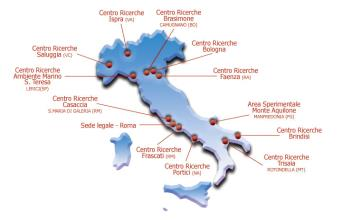 Centro Ricerche
Ispra (VA)
Centro Ricerche
Brasimone
CAMUGNANO (BO)
Centro Ricerche
Bologna
Centro Ricerche
Saluggia (VC)
Centro Ricerche
Faenza (RA)
Centro Ricerche
Ambiente Marino
S. Teresa
LERICI(SP)
Centro Ricerche
Casaccia
S.MARIA DI GALERIA (RM)
Area Sperimentale
Monte Aquilone
MANFREDONIA (FG)
Sede legale - Roma
Centro Ricerche
Brindisi
Centro Ricerche
Frascati (RM)
Centro Ricerche
Portici (NA)
Centro Ricerche
Trisaia
ROTONDELLA (MT)